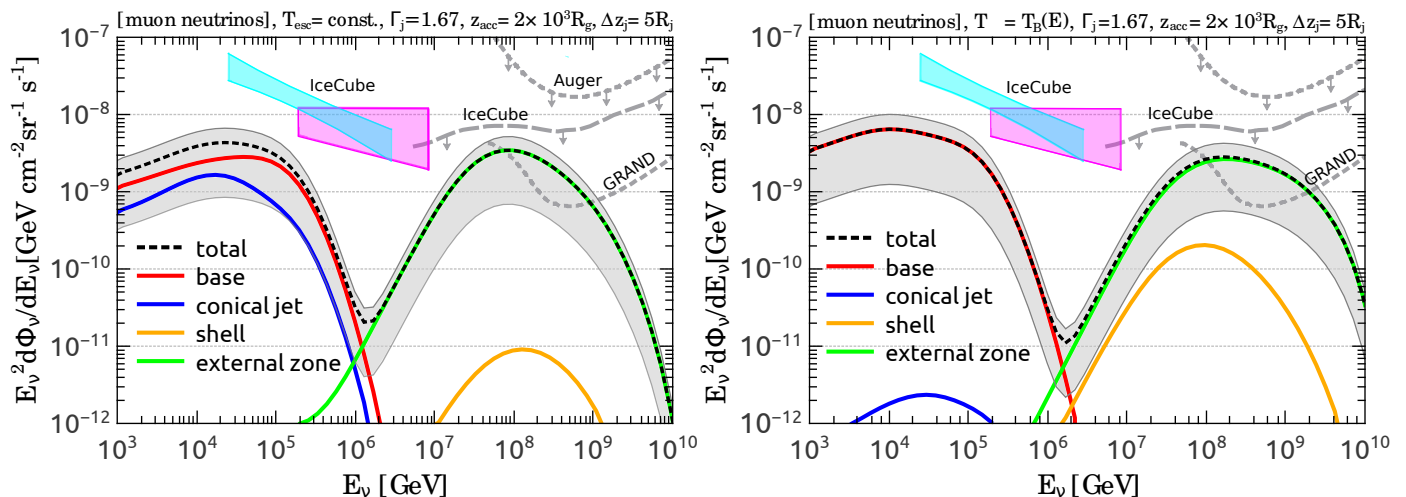 [muon neutrinos], T_esc= const., Γ_j=1.67, z_acc= 2× 10^3R_g, Δz_j= 5R_j
10^-7
10^-8
10^-9
10^-10
10^-11
10^-12
E_ν^2dΦ_ν/dE_ν[GeV cm^-2sr^-1 s^-1]
IceCube
Auger
IceCube
GRAND
total
base
conical jet
shell
external zone
10^3 10^4 10^5 10^6 10^7 10^8 10^9 10^10
E_ν [GeV]
[muon neutrinos], T = T_B(E), Γ_j=1.67, z_acc= 2× 10^3R_g, Δz_j= 5R_j
10^-7
10^-8
10^-9
10^-10
10^-11
10^-12
E_ν^2dΦ_ν/dE_ν[GeV cm^-2sr^-1 s^-1]
Auger
IceCube
IceCube
GRAND
total
base
conical jet
shell
external zone
10^3 10^4 10^5 10^6 10^7 10^8 10^9 10^10
E_ν [GeV]